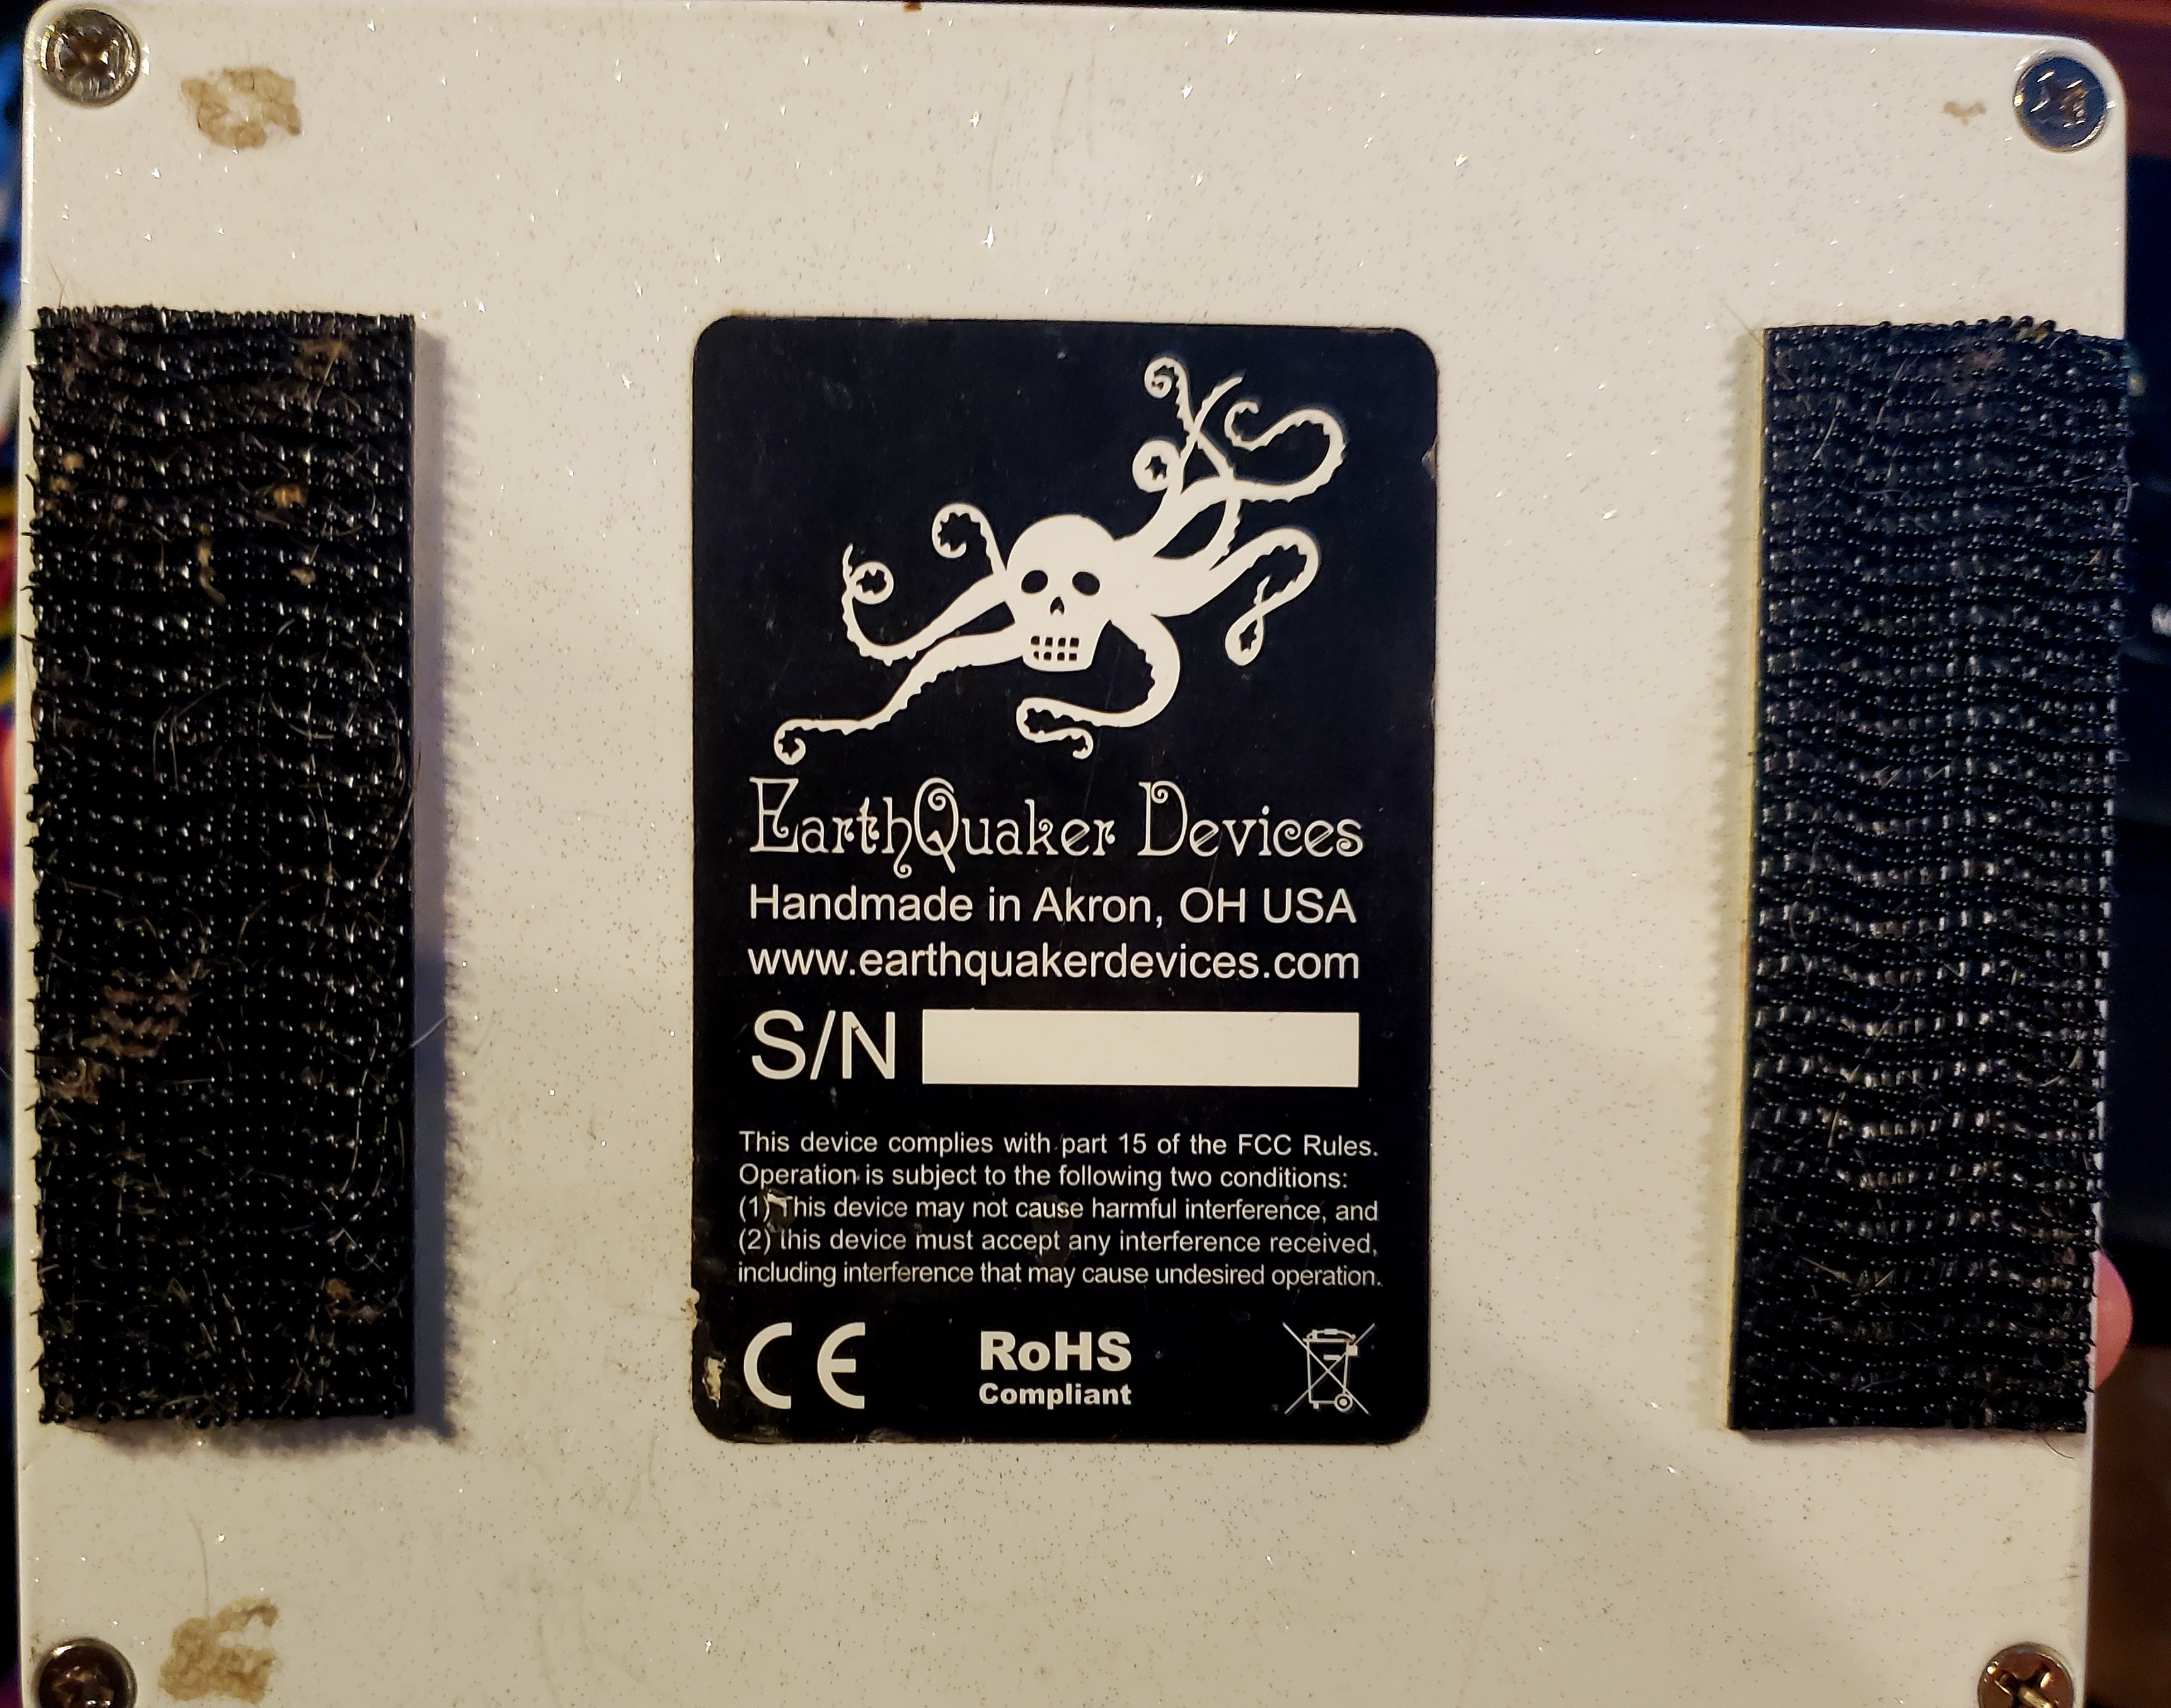 EarthQuaker Devices
Handmade in Akron, OH USA
www.earthquakerdevices.com
S/N
This device complies with part 15 of the FCC Rules.
Operation is subject to the following two conditions:
(1) This device may not cause harmful interference, and
(2) this device must accept any interference received,
including interference that may cause undesired operation.
CE
RoHS
Compliant